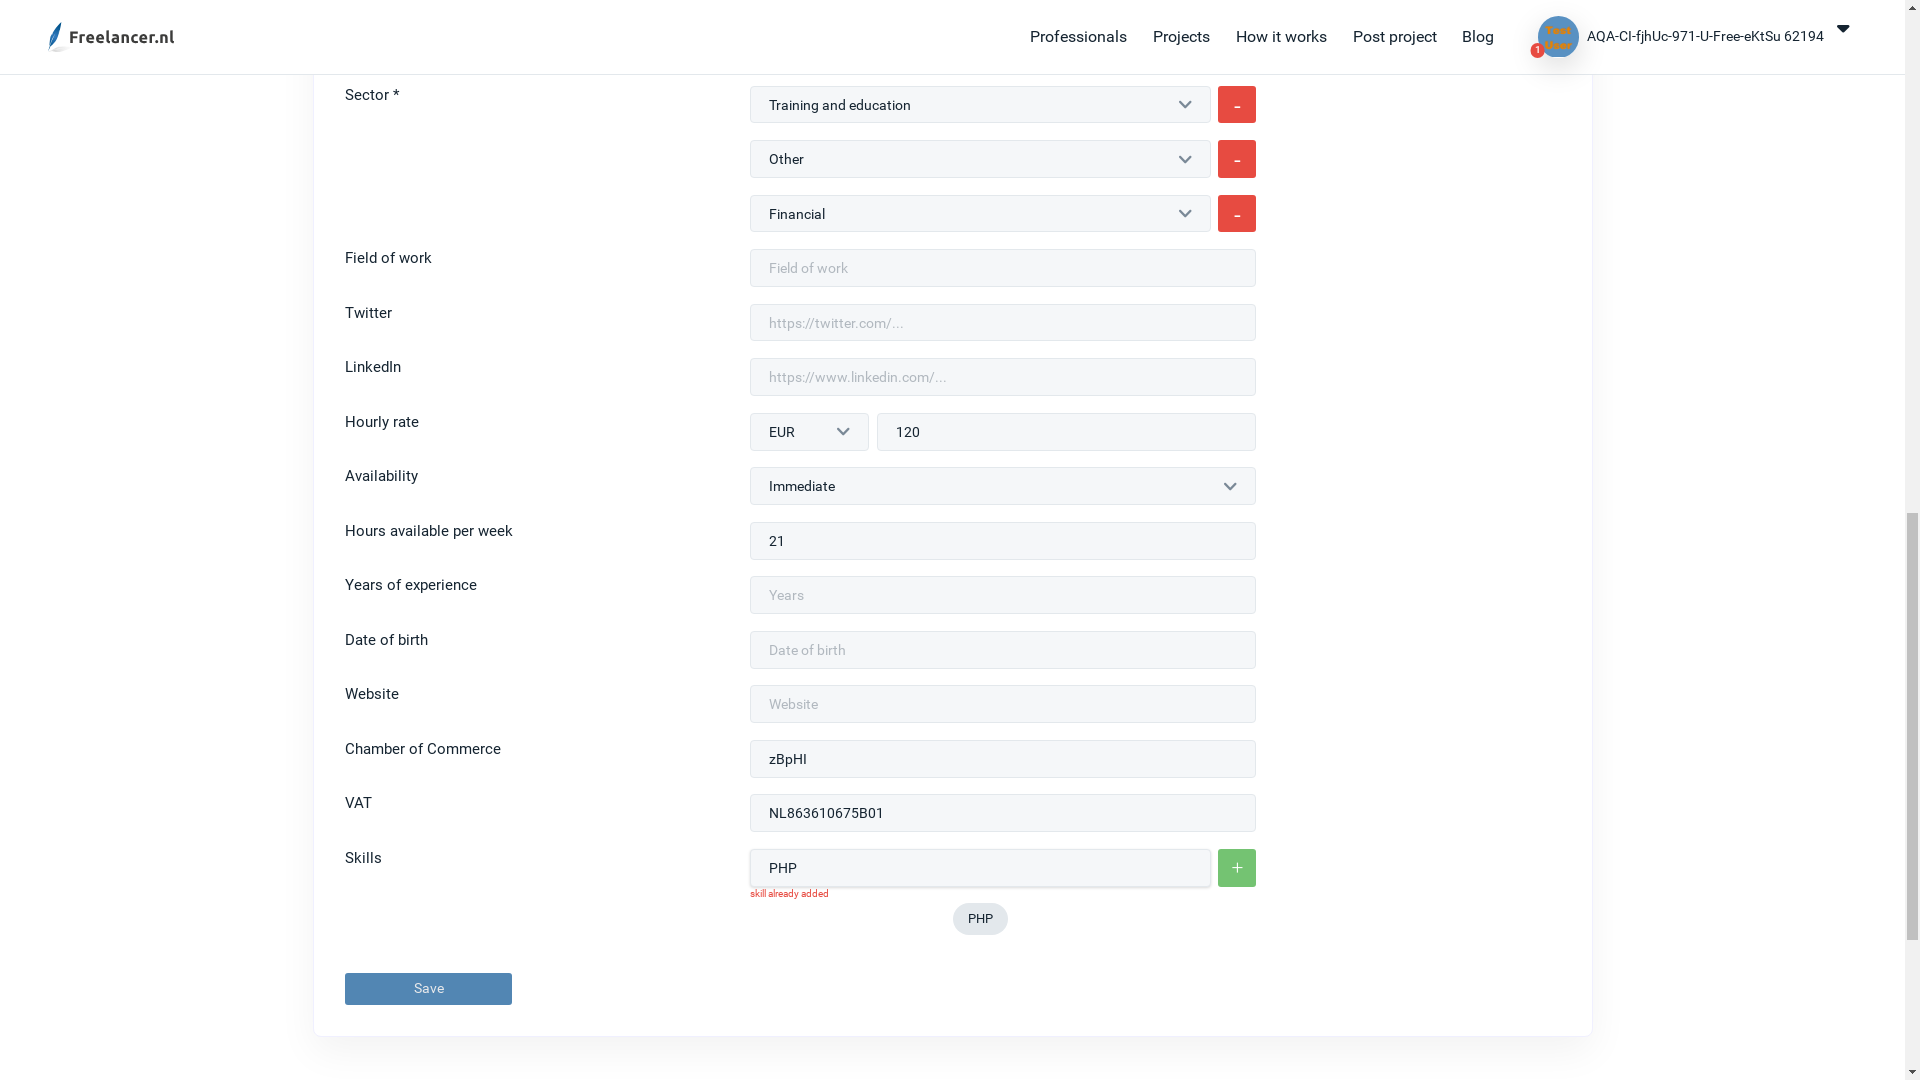 Freelancer.nl
Professionals
Projects
How it works
Post project
Blog
Test
User
1
AQA-CI-fjhUc-971-U-Free-eKtSu 62194
Sector *
Training and education
-
Other
-
Financial
-
Field of work
Field of work
Twitter
https://twitter.com/...
LinkedIn
https://www.linkedin.com/...
Hourly rate
EUR
120
Availability
Immediate
Hours available per week
21
Years of experience
Years
Date of birth
Date of birth
Website
Website
Chamber of Commerce
zBpHI
VAT
NL863610675B01
Skills
PHP
+
skill already added
PHP
Save